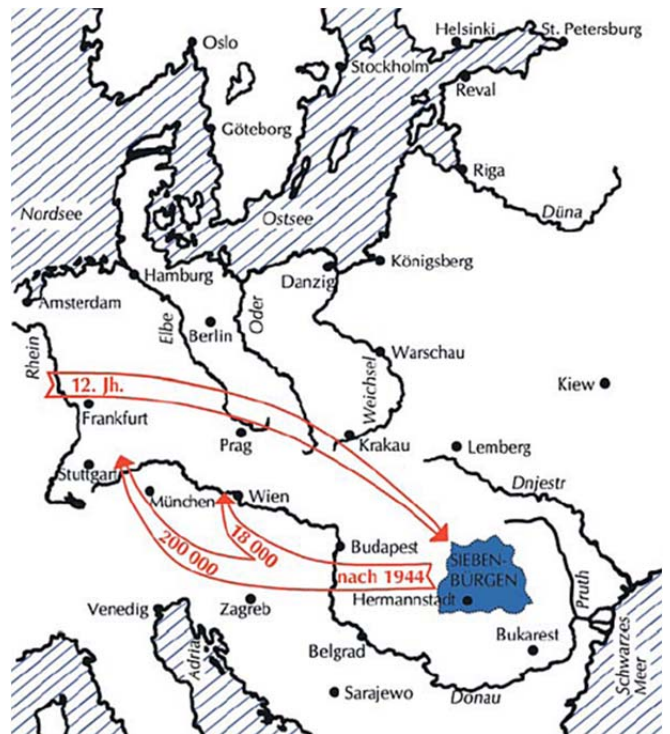 Oslo
Helsinki
St. Petersburg
Stockholm
Reval
Göteborg
Riga
Nordsee
Ostsee
Düna
Königsberg
Danzig
Hamburg
Amsterdam
Elbe
Oder
Berlin
Rhein
Warschau
Weichsel
Kiew
12. Jh.
Frankfurt
Prag
Krakau
Lemberg
Stuttgart
Dnjestr
München
Wien
18 000
200 000
Budapest
SIEBEN-
BÜRGEN
nach 1944
Hermannstadt
Pruth
Venedig
Zagreb
Bukarest
Adria
Belgrad
Schwarzes
Meer
Sarajewo
Donau